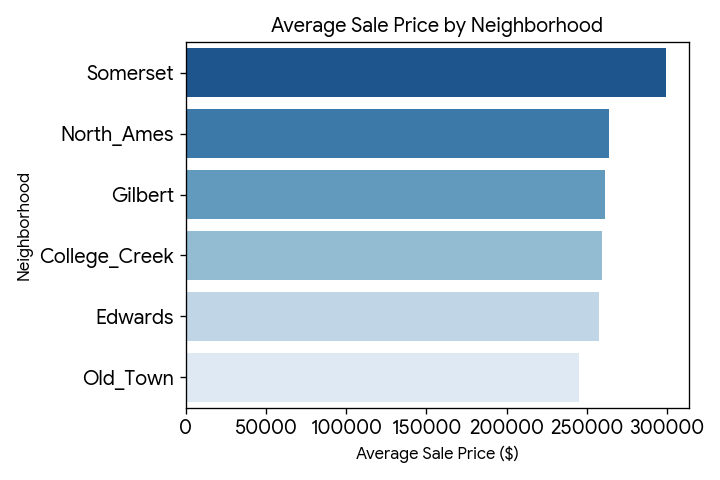 Average Sale Price by Neighborhood
Neighborhood
Somerset
North_Ames
Gilbert
College_Creek
Edwards
Old_Town
0 50000 100000 150000 200000 250000 300000
Average Sale Price ($)